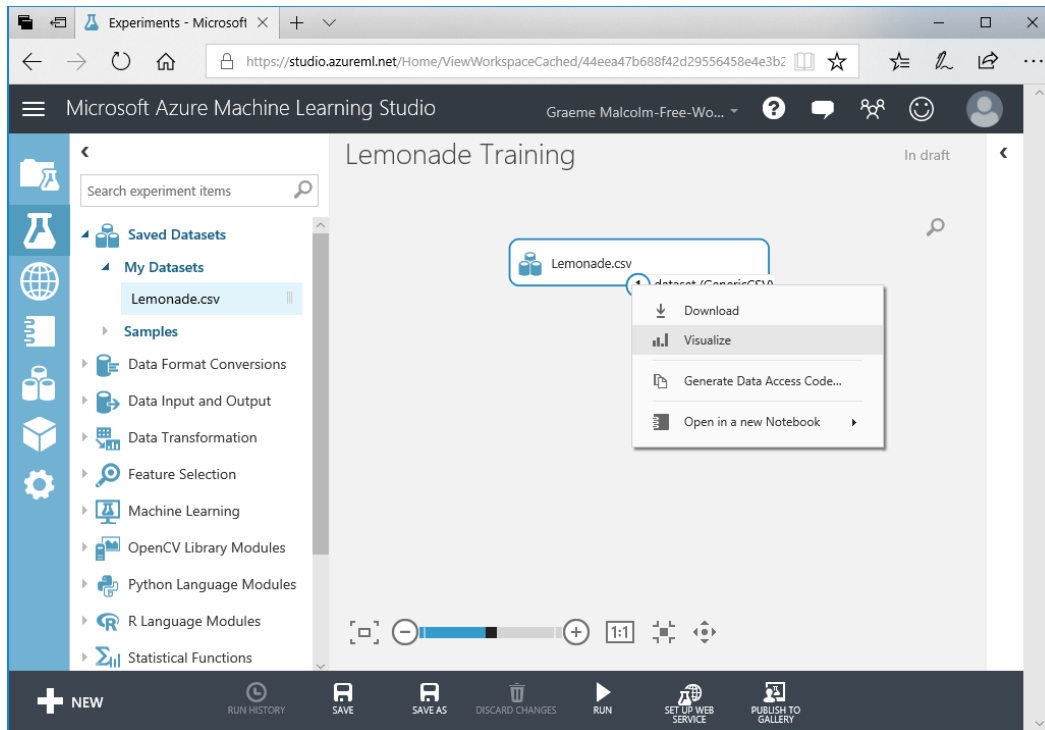 Experiments - Microsoft
https://studio.azureml.net/Home/ViewWorkspaceCached/44eea47b688f42d29556458e4e3b2
Microsoft Azure Machine Learning Studio
Graeme Malcolm-Free-Wo...
Lemonade Training
In draft
Search experiment items
Saved Datasets
My Datasets
Lemonade.csv
Samples
Data Format Conversions
Data Input and Output
Data Transformation
Feature Selection
Machine Learning
OpenCV Library Modules
Python Language Modules
R Language Modules
Statistical Functions
Lemonade.csv
1 dataset (GenericCSV)
Download
Visualize
Generate Data Access Code...
Open in a new Notebook
1:1
NEW
RUN HISTORY
SAVE
SAVE AS
DISCARD CHANGES
RUN
SET UP WEB
SERVICE
PUBLISH TO
GALLERY